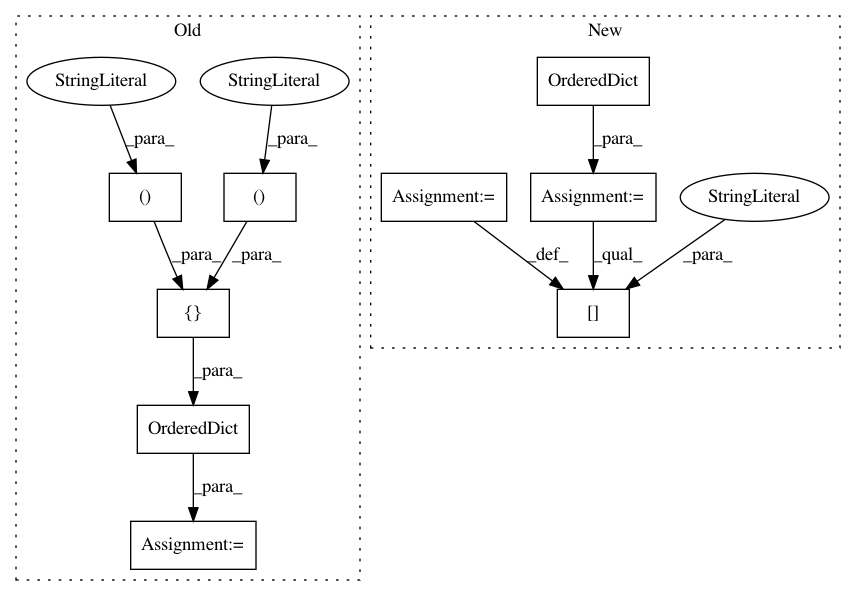 Old
New
StringLiteral
StringLiteral
OrderedDict
_para_
_para_
_para_
()
()
Assignment:=
Assignment:=
StringLiteral
_para_
_para_
_def_
_qual_
_para_
{}
[]
_para_
OrderedDict
_para_
Assignment:=